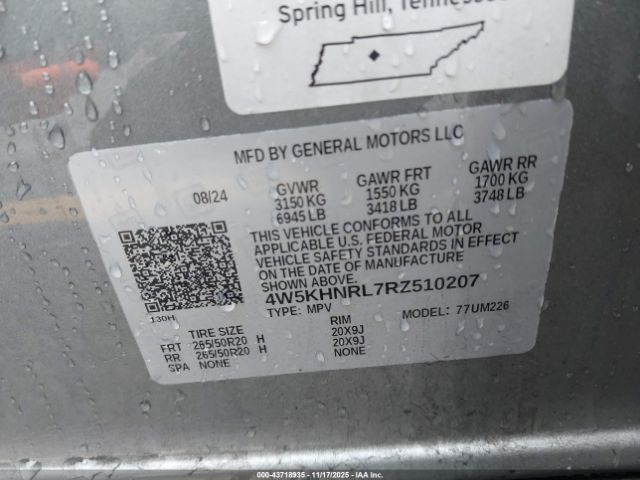 Spring Hill, Tennessee
MFD BY GENERAL MOTORS LLC
08/24 GVWR GAWR FRT GAWR RR
3150 KG 1550 KG 1700 KG
6945 LB 3418 LB 3748 LB
THIS VEHICLE CONFORMS TO ALL
APPLICABLE U.S. FEDERAL MOTOR
VEHICLE SAFETY STANDARDS IN EFFECT
ON THE DATE OF MANUFACTURE
SHOWN ABOVE.
4W5KHNRL7RZ510207
TYPE: MPV MODEL: 77UM226
130H
TIRE SIZE RIM
FRT 265/50R20 H 20X9J
RR 265/50R20 H 20X9J
SPA NONE NONE
000-43718935 - 11/17/2025 - IAAI.COM